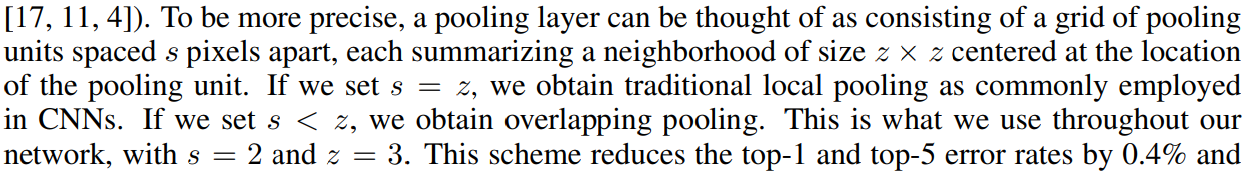 [17, 11, 4]). To be more precise, a pooling layer can be thought of as consisting of a grid of pooling
units spaced s pixels apart, each summarizing a neighborhood of size z × z centered at the location
of the pooling unit. If we set s = z, we obtain traditional local pooling as commonly employed
in CNNs. If we set s < z, we obtain overlapping pooling. This is what we use throughout our
network, with s = 2 and z = 3. This scheme reduces the top-1 and top-5 error rates by 0.4% and